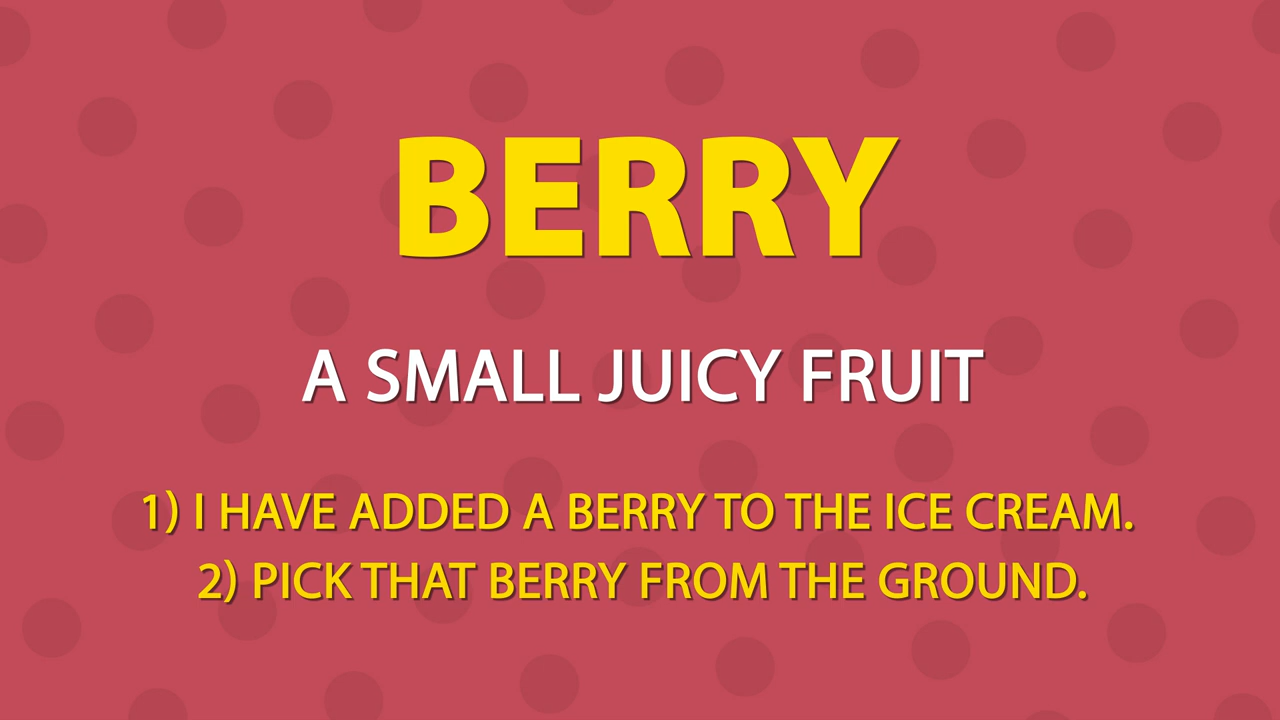 BERRY
A SMALL JUICY FRUIT
1) I HAVE ADDED A BERRY TO THE ICE CREAM.
2) PICK THAT BERRY FROM THE GROUND.